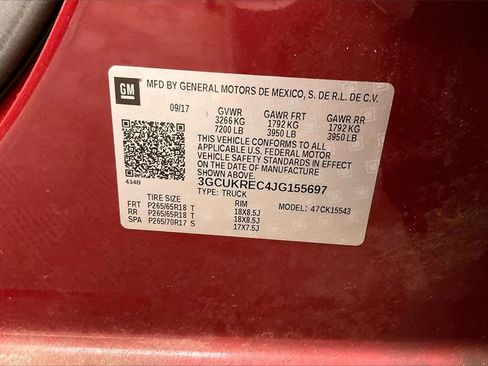 GM
MFD BY GENERAL MOTORS DE MEXICO, S. DE R.L. DE C.V.
09/17 GVWR GAWR FRT GAWR RR
3266 KG 1792 KG 1792 KG
7200 LB 3950 LB 3950 LB
THIS VEHICLE CONFORMS TO ALL
APPLICABLE U.S. FEDERAL MOTOR
VEHICLE SAFETY STANDARDS IN EFFECT
ON THE DATE OF MANUFACTURE
SHOWN ABOVE.
434B 3GCUKREC4JG155697
TYPE: TRUCK
MODEL: 47CK15543
TIRE SIZE RIM
FRT P265/65R18 T 18X8.5J
RR P265/65R18 T 18X8.5J
SPA P265/70R17 S 17X7.5J